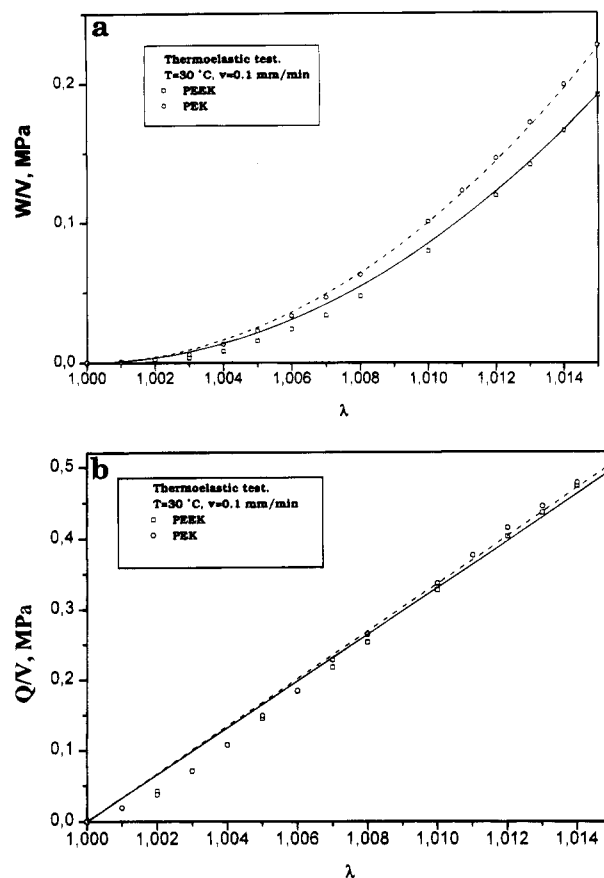 a
Thermoelastic test.
T=30 °C, v=0.1 mm/min
PEEK
PEK
W/V, MPa
0,2
0,1
0,0
1,000 1,002 1,004 1,006 1,008 1,010 1,012 1,014
λ
b
Thermoelastic test.
T=30 °C, v=0.1 mm/min
PEEK
PEK
Q/V, MPa
0,5
0,4
0,3
0,2
0,1
0,0
1,000 1,002 1,004 1,006 1,008 1,010 1,012 1,014
λ